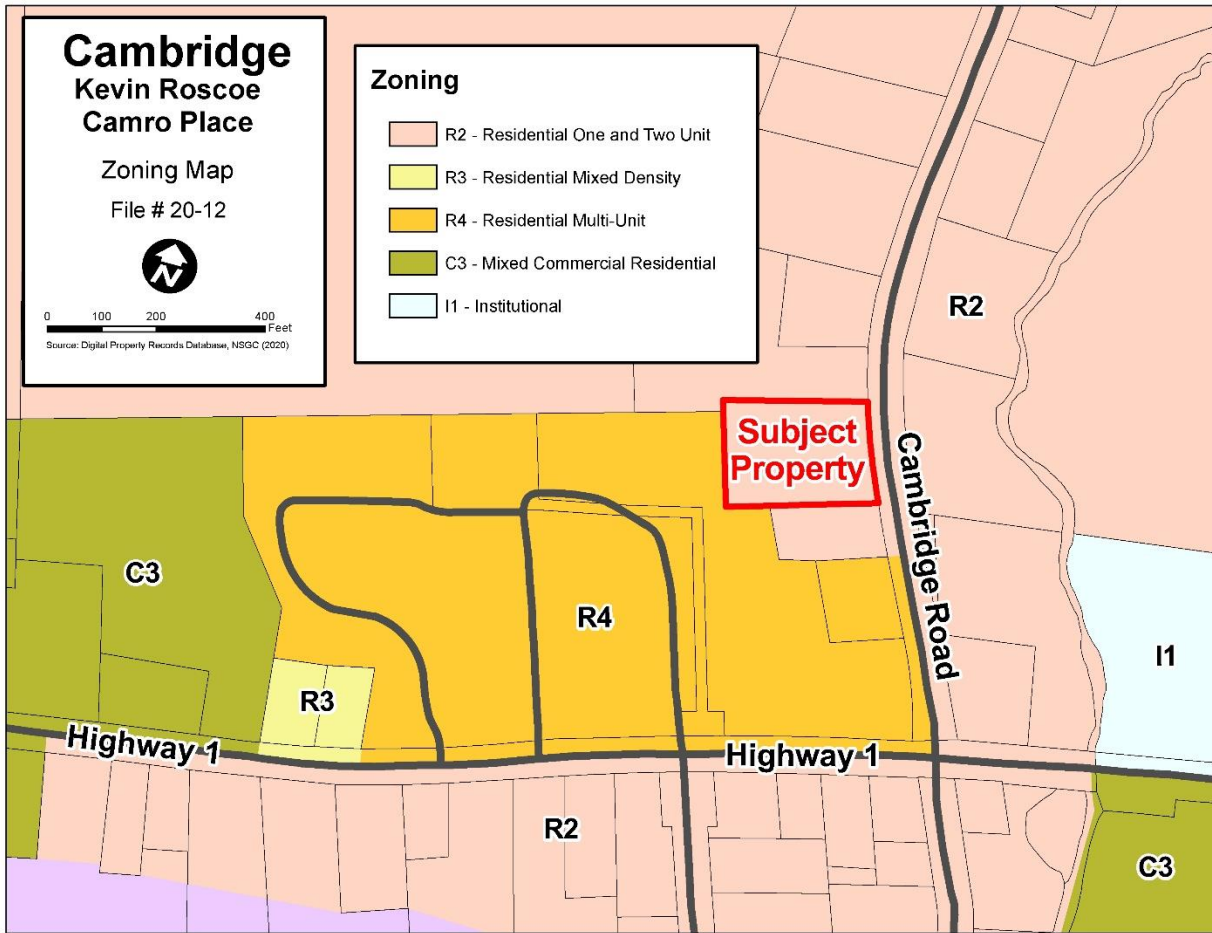 Cambridge
Kevin Roscoe
Camro Place
Zoning Map
File # 20-12
N
0 100 200 400
Feet
Source: Digital Property Records Database, NSGC (2020)
Zoning
R2 - Residential One and Two Unit
R3 - Residential Mixed Density
R4 - Residential Multi-Unit
C3 - Mixed Commercial Residential
I1 - Institutional
R2
Subject
Property
Cambridge Road
C3
R4
I1
R3
Highway 1
Highway 1
R2
C3